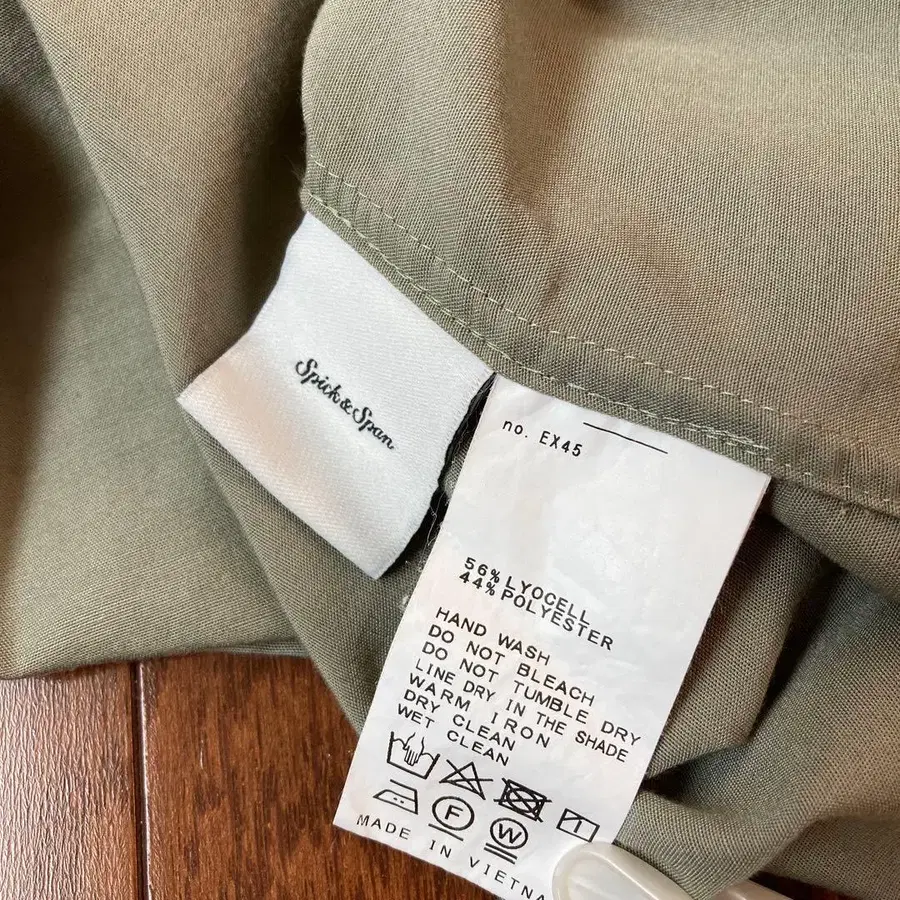 Spick & Span
no. EX45
56% LYOCELL
44% POLYESTER
HAND WASH
DO NOT BLEACH
DO NOT TUMBLE DRY
LINE DRY IN THE SHADE
WARM IRON
DRY CLEAN
WET CLEAN
F
W
MADE IN VIETNA